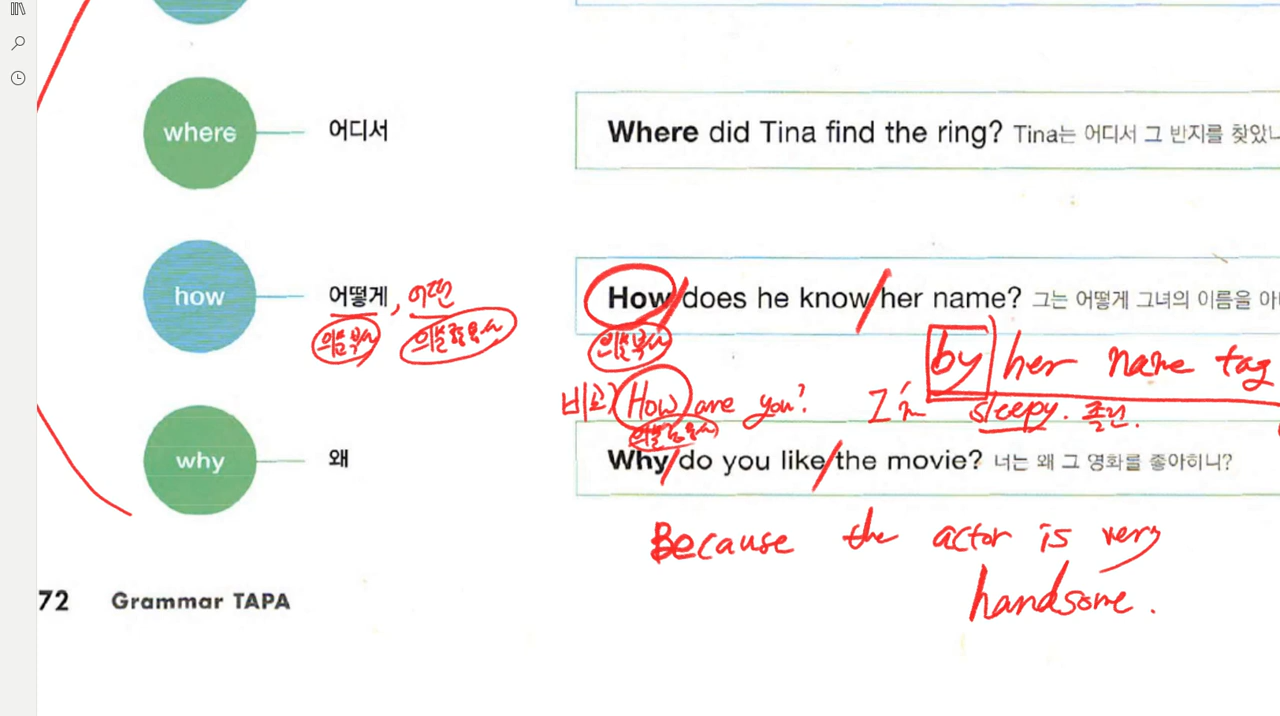 where 어디서 Where did Tina find the ring? Tina는 어디서 그 반지를 찾았니
how 어떻게, 어떤 How does he know her name? 그는 어떻게 그녀의 이름을 아
의문부사 의문형용사 의문부사 by her name tag
비교) How are you? I'm sleepy. 졸린.
의문형용사
why 왜 Why do you like the movie? 너는 왜 그 영화를 좋아하니?
Because the actor is very
handsome.
72 Grammar TAPA